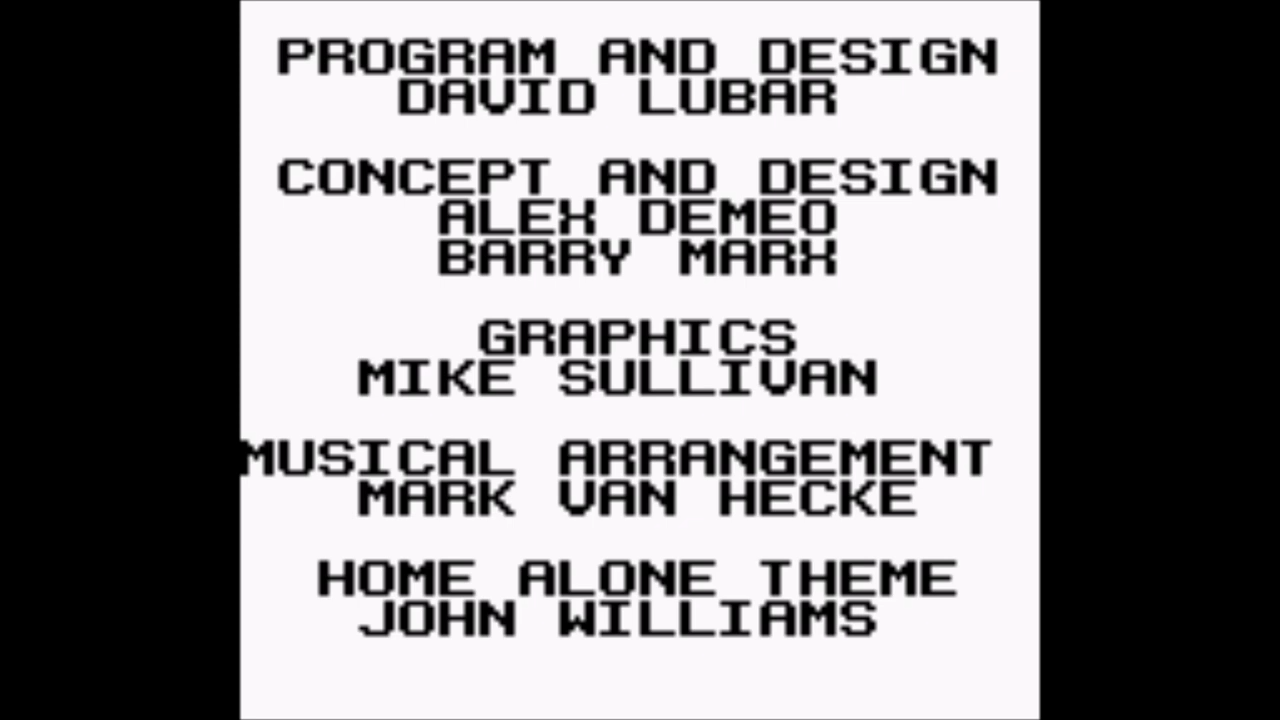 PROGRAM AND DESIGN
DAVID LUBAR
CONCEPT AND DESIGN
ALEX DEMEO
BARRY MARX
GRAPHICS
MIKE SULLIVAN
MUSICAL ARRANGEMENT
MARK VAN HECKE
HOME ALONE THEME
JOHN WILLIAMS